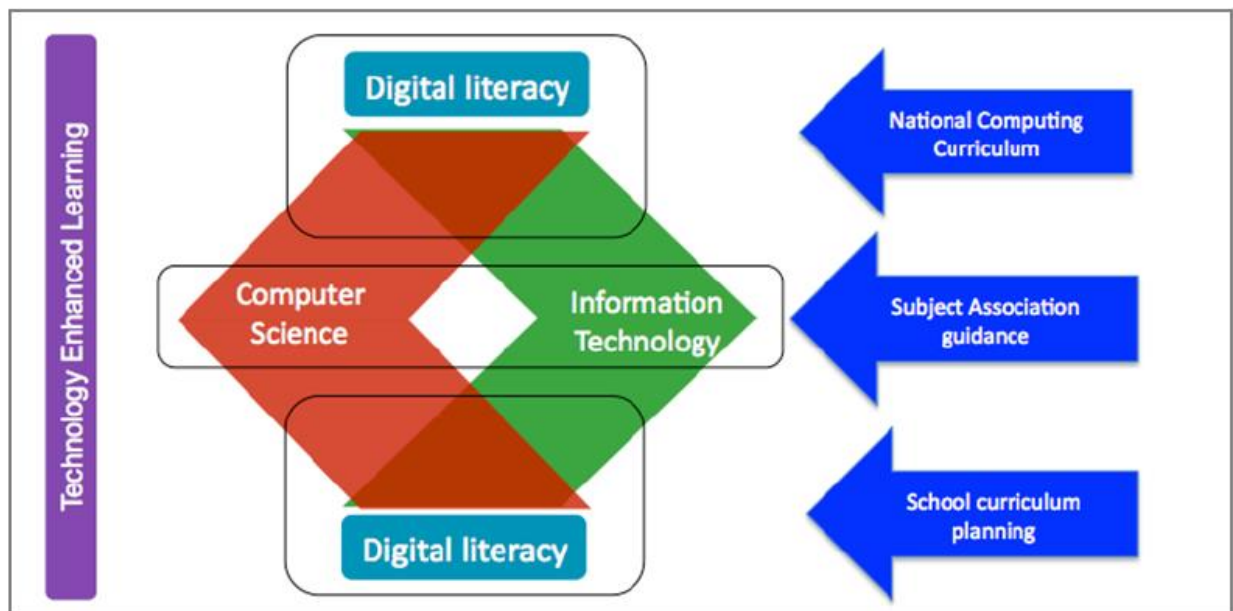 Technology Enhanced Learning
Digital literacy
Computer
Science
Information
Technology
Digital literacy
National Computing
Curriculum
Subject Association
guidance
School curriculum
planning